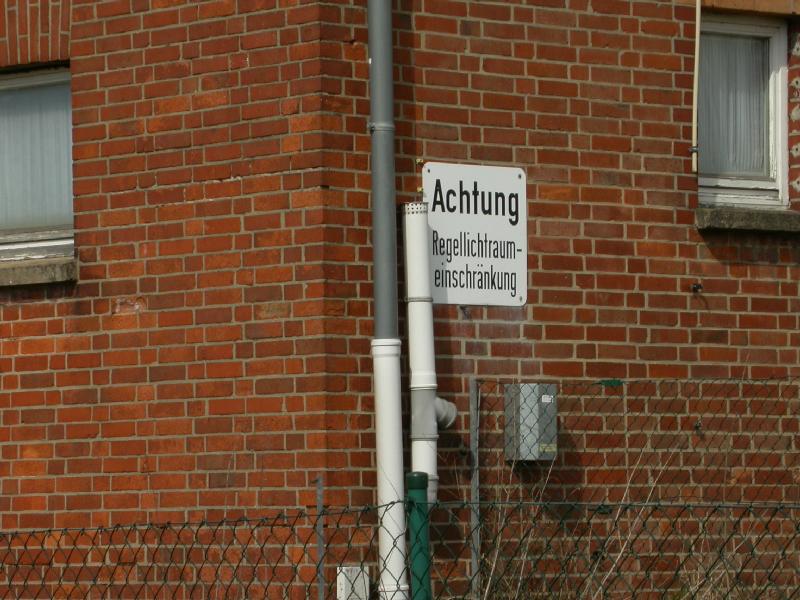 Achtung
Regellichtraum-
einschränkung